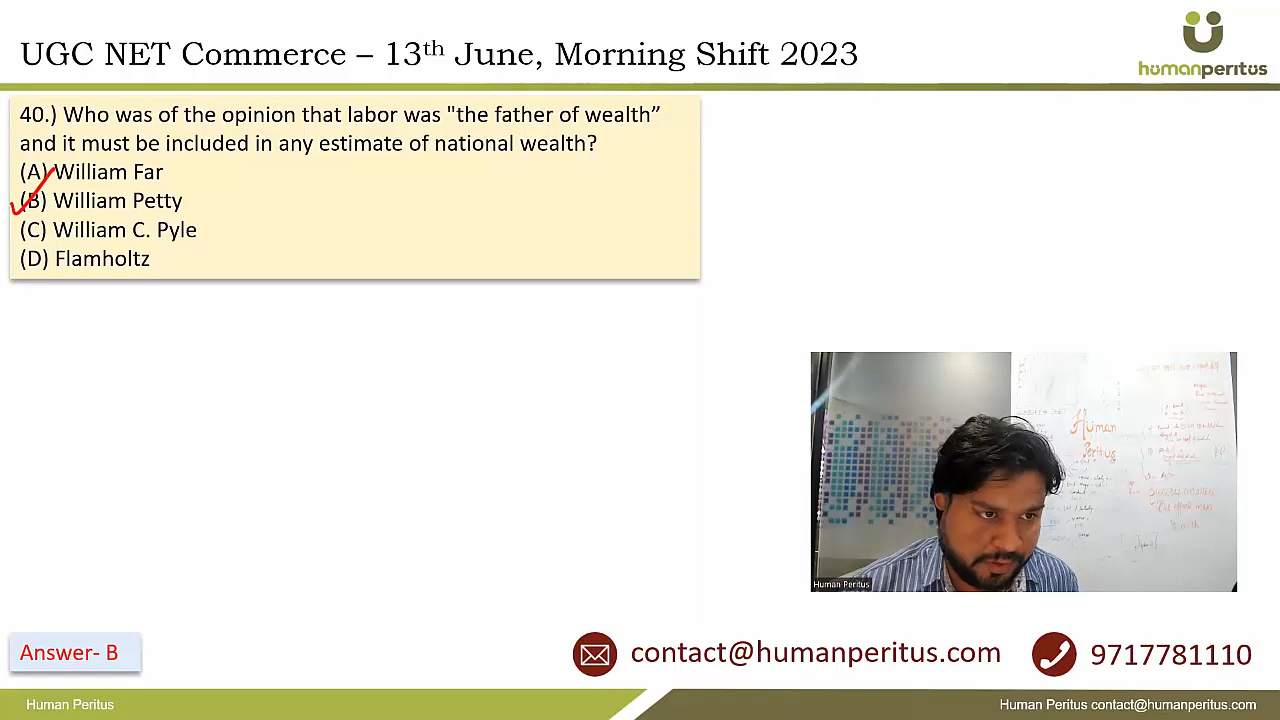 UGC NET Commerce – 13th June, Morning Shift 2023
humanperitus
40.) Who was of the opinion that labor was "the father of wealth”
and it must be included in any estimate of national wealth?
(A) William Far
(B) William Petty
(C) William C. Pyle
(D) Flamholtz
Human
Peritus
Human Peritus
Answer- B
contact@humanperitus.com
9717781110
Human Peritus
Human Peritus contact@humanperitus.com